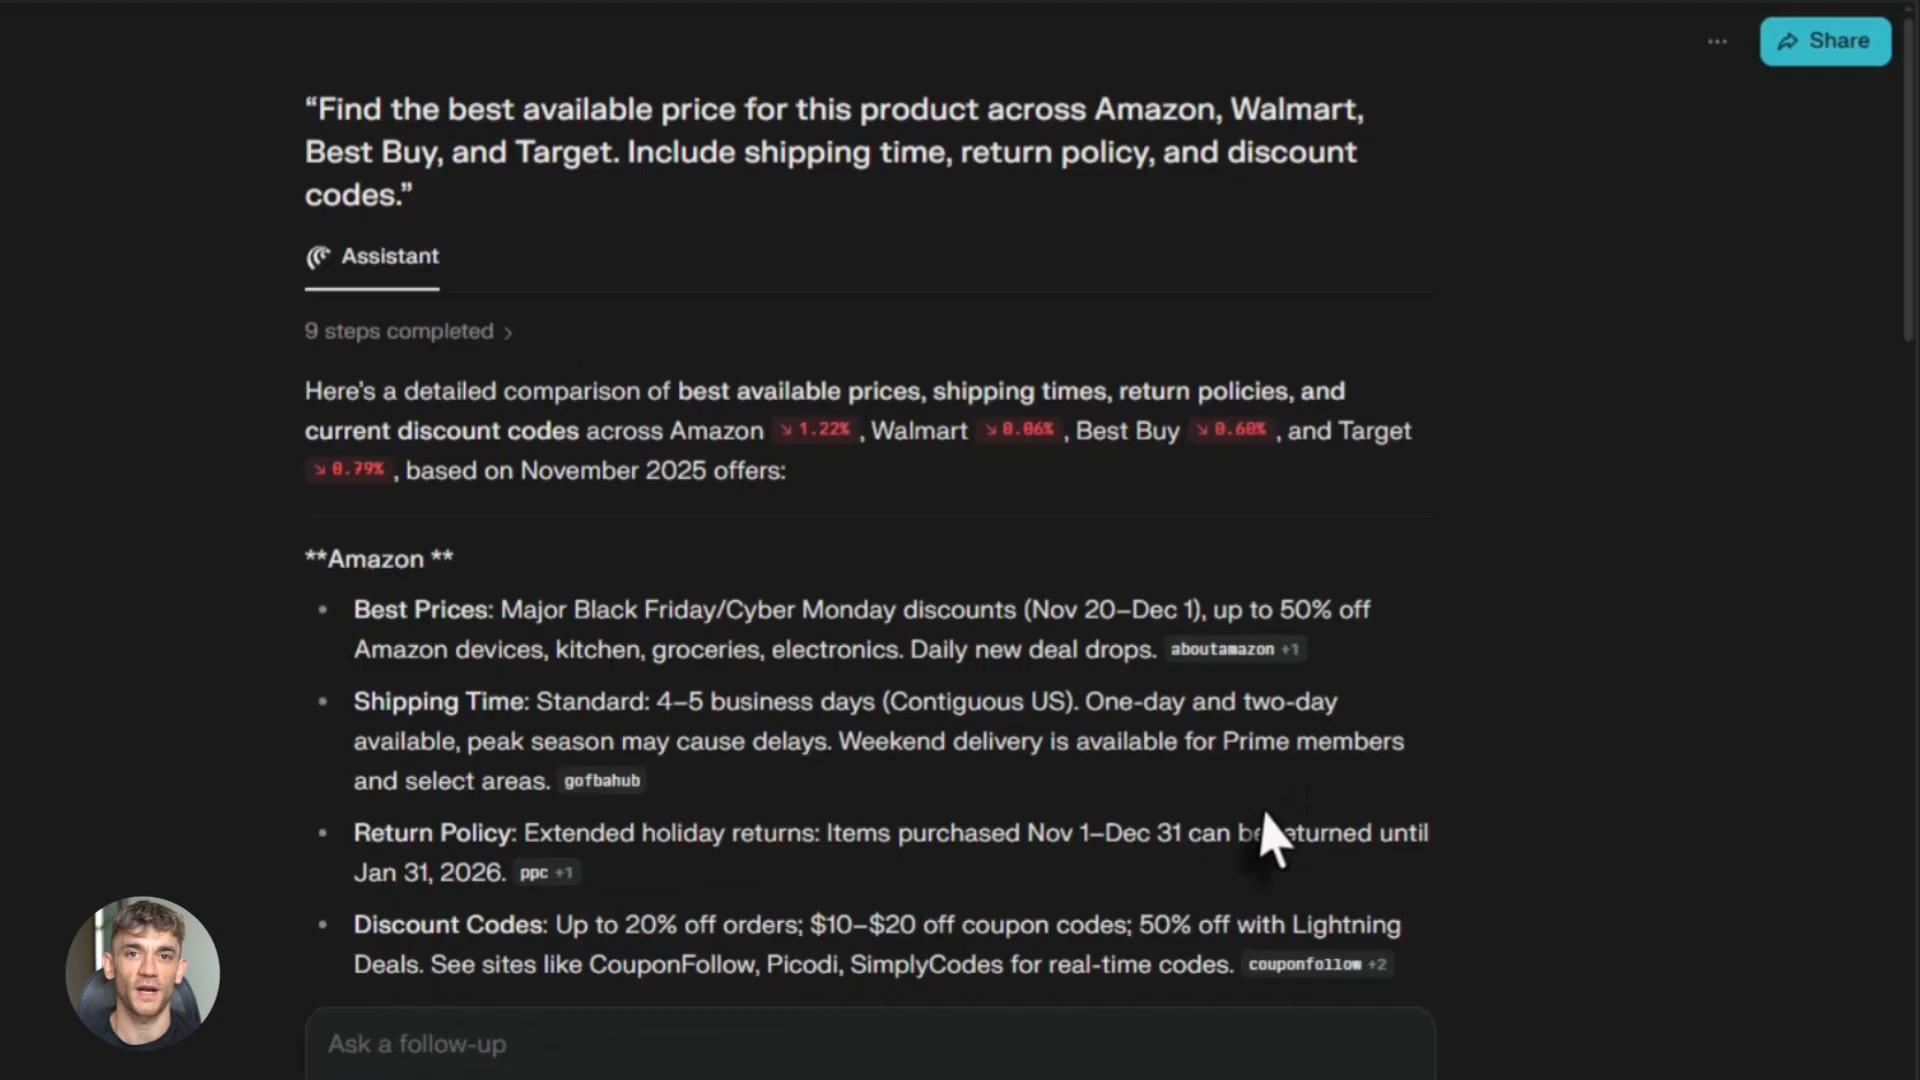 Share
“Find the best available price for this product across Amazon, Walmart,
Best Buy, and Target. Include shipping time, return policy, and discount
codes.”
Assistant
9 steps completed
Here’s a detailed comparison of best available prices, shipping times, return policies, and
current discount codes across Amazon ↘ 1.22% , Walmart ↘ 0.06% , Best Buy ↘ 0.60% , and Target
↘ 0.79% , based on November 2025 offers:
**Amazon **
• Best Prices: Major Black Friday/Cyber Monday discounts (Nov 20–Dec 1), up to 50% off
Amazon devices, kitchen, groceries, electronics. Daily new deal drops. aboutamazon +1
• Shipping Time: Standard: 4–5 business days (Contiguous US). One-day and two-day
available, peak season may cause delays. Weekend delivery is available for Prime members
and select areas. gofbahub
• Return Policy: Extended holiday returns: Items purchased Nov 1–Dec 31 can be returned until
Jan 31, 2026. ppc +1
• Discount Codes: Up to 20% off orders; $10–$20 off coupon codes; 50% off with Lightning
Deals. See sites like CouponFollow, Picodi, SimplyCodes for real-time codes. couponfollow +2
Ask a follow-up